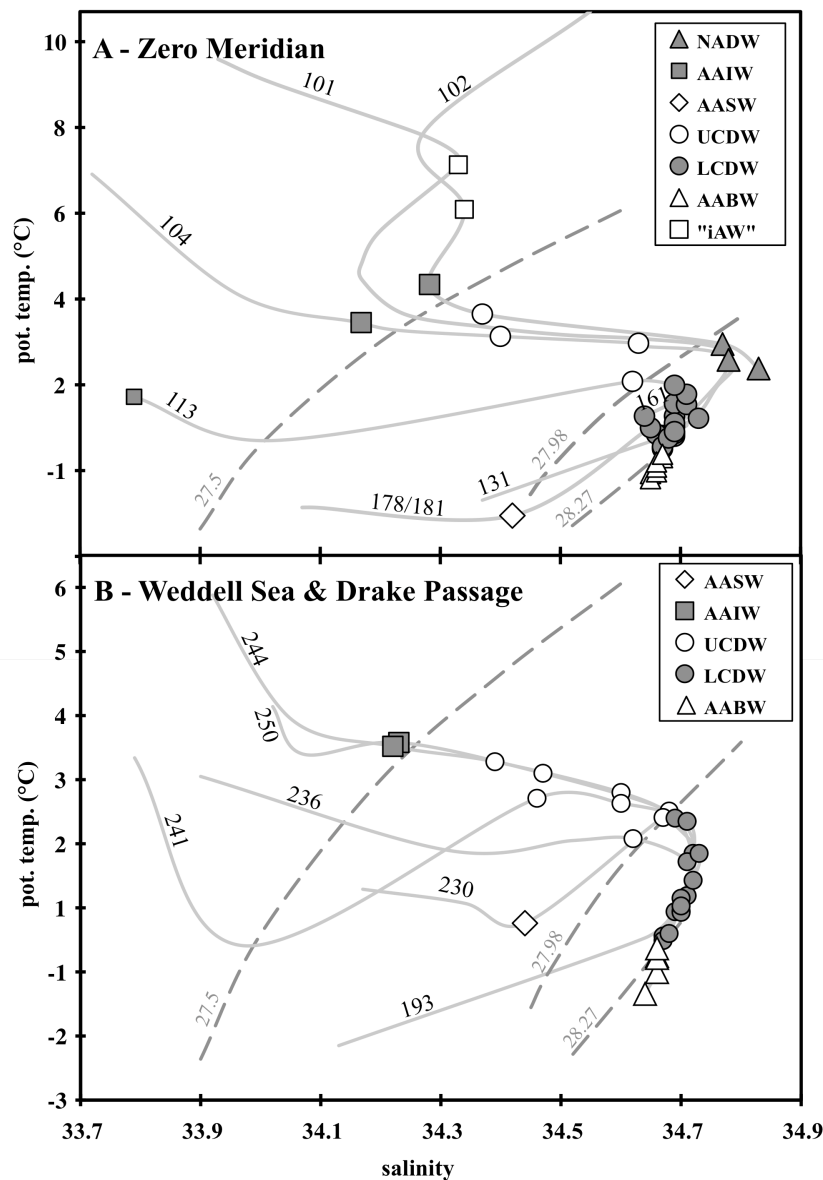 A - Zero Meridian
10
8
6
4
2
-1
pot. temp. (°C)
101
102
104
113
161
131
178/181
27.5
27.98
28.27
NADW
AAIW
AASW
UCDW
LCDW
AABW
"iAW"
B - Weddell Sea & Drake Passage
6
5
4
3
2
1
-1
-2
-3
pot. temp. (°C)
244
250
236
241
230
193
27.5
27.98
28.27
AASW
AAIW
UCDW
LCDW
AABW
33.7 33.9 34.1 34.3 34.5 34.7 34.9
salinity